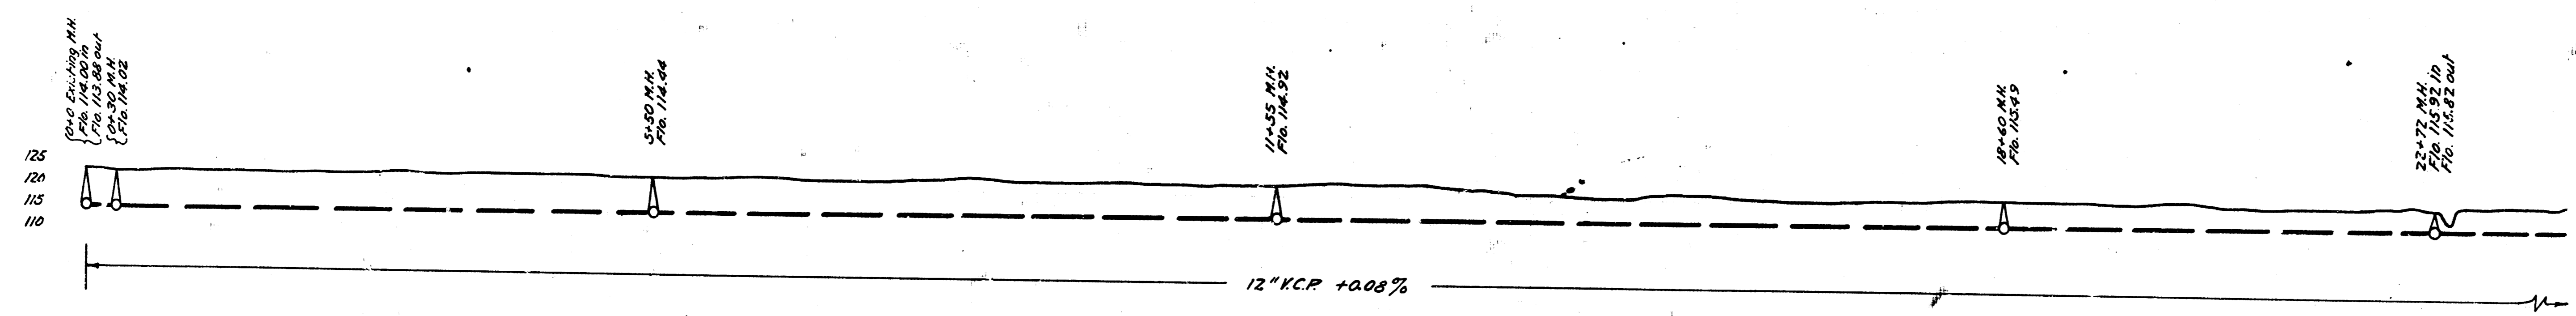 0+0 Existing M.H.
Flo. 114.00 in
Flo. 113.88 out
0+30 M.H.
Flo. 114.02
5+50 M.H.
Flo. 114.44
11+55 M.H.
Flo. 114.92
18+60 M.H.
Flo. 115.49
22+72 M.H.
Flo. 115.92 in
Flo. 115.82 out
125
120
115
110
12" V.C.P. +0.08%